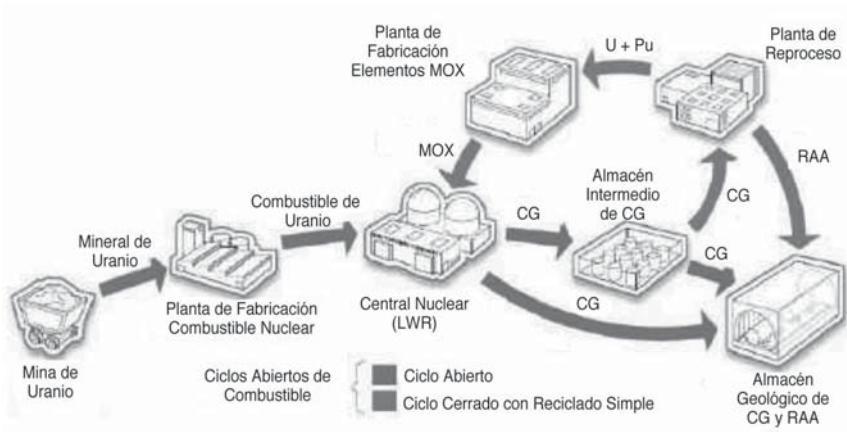 Planta de
Fabricación
Elementos MOX
U + Pu
Planta de
Reproceso
MOX
RAA
Almacén
Intermedio
de CG
CG
Combustible de
Uranio
CG
CG
Mineral de
Uranio
CG
Planta de Fabricación
Combustible Nuclear
Central Nuclear
(LWR)
Mina de
Uranio
Ciclos Abiertos de
Combustible
Ciclo Abierto
Ciclo Cerrado con Reciclado Simple
Almacén
Geológico de
CG y RAA